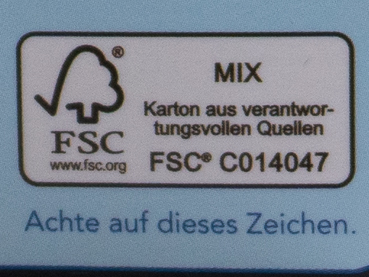 ®
FSC
www.fsc.org
MIX
Karton aus verantwor-
tungsvollen Quellen
FSC® C014047
Achte auf dieses Zeichen.